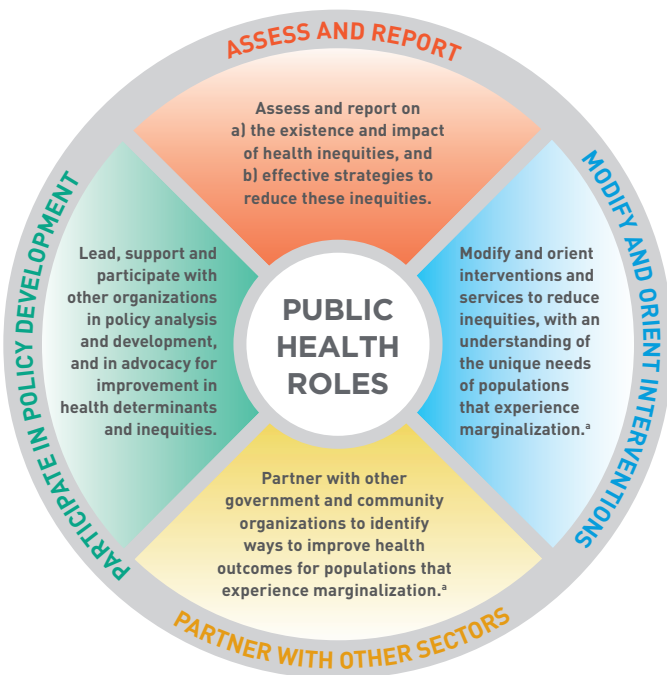 ASSESS AND REPORT
Assess and report on
a) the existence and impact
of health inequities, and
b) effective strategies to
reduce these inequities.
MODIFY AND ORIENT INTERVENTIONS
Modify and orient
interventions and
services to reduce
inequities, with an
understanding of
the unique needs
of populations
that experience
marginalization.ª
PARTNER WITH OTHER SECTORS
Partner with other
government and community
organizations to identify
ways to improve health
outcomes for populations that
experience marginalization.ª
PARTICIPATE IN POLICY DEVELOPMENT
Lead, support and
participate with
other organizations
in policy analysis
and development,
and in advocacy for
improvement in
health determinants
and inequities.
PUBLIC
HEALTH
ROLES